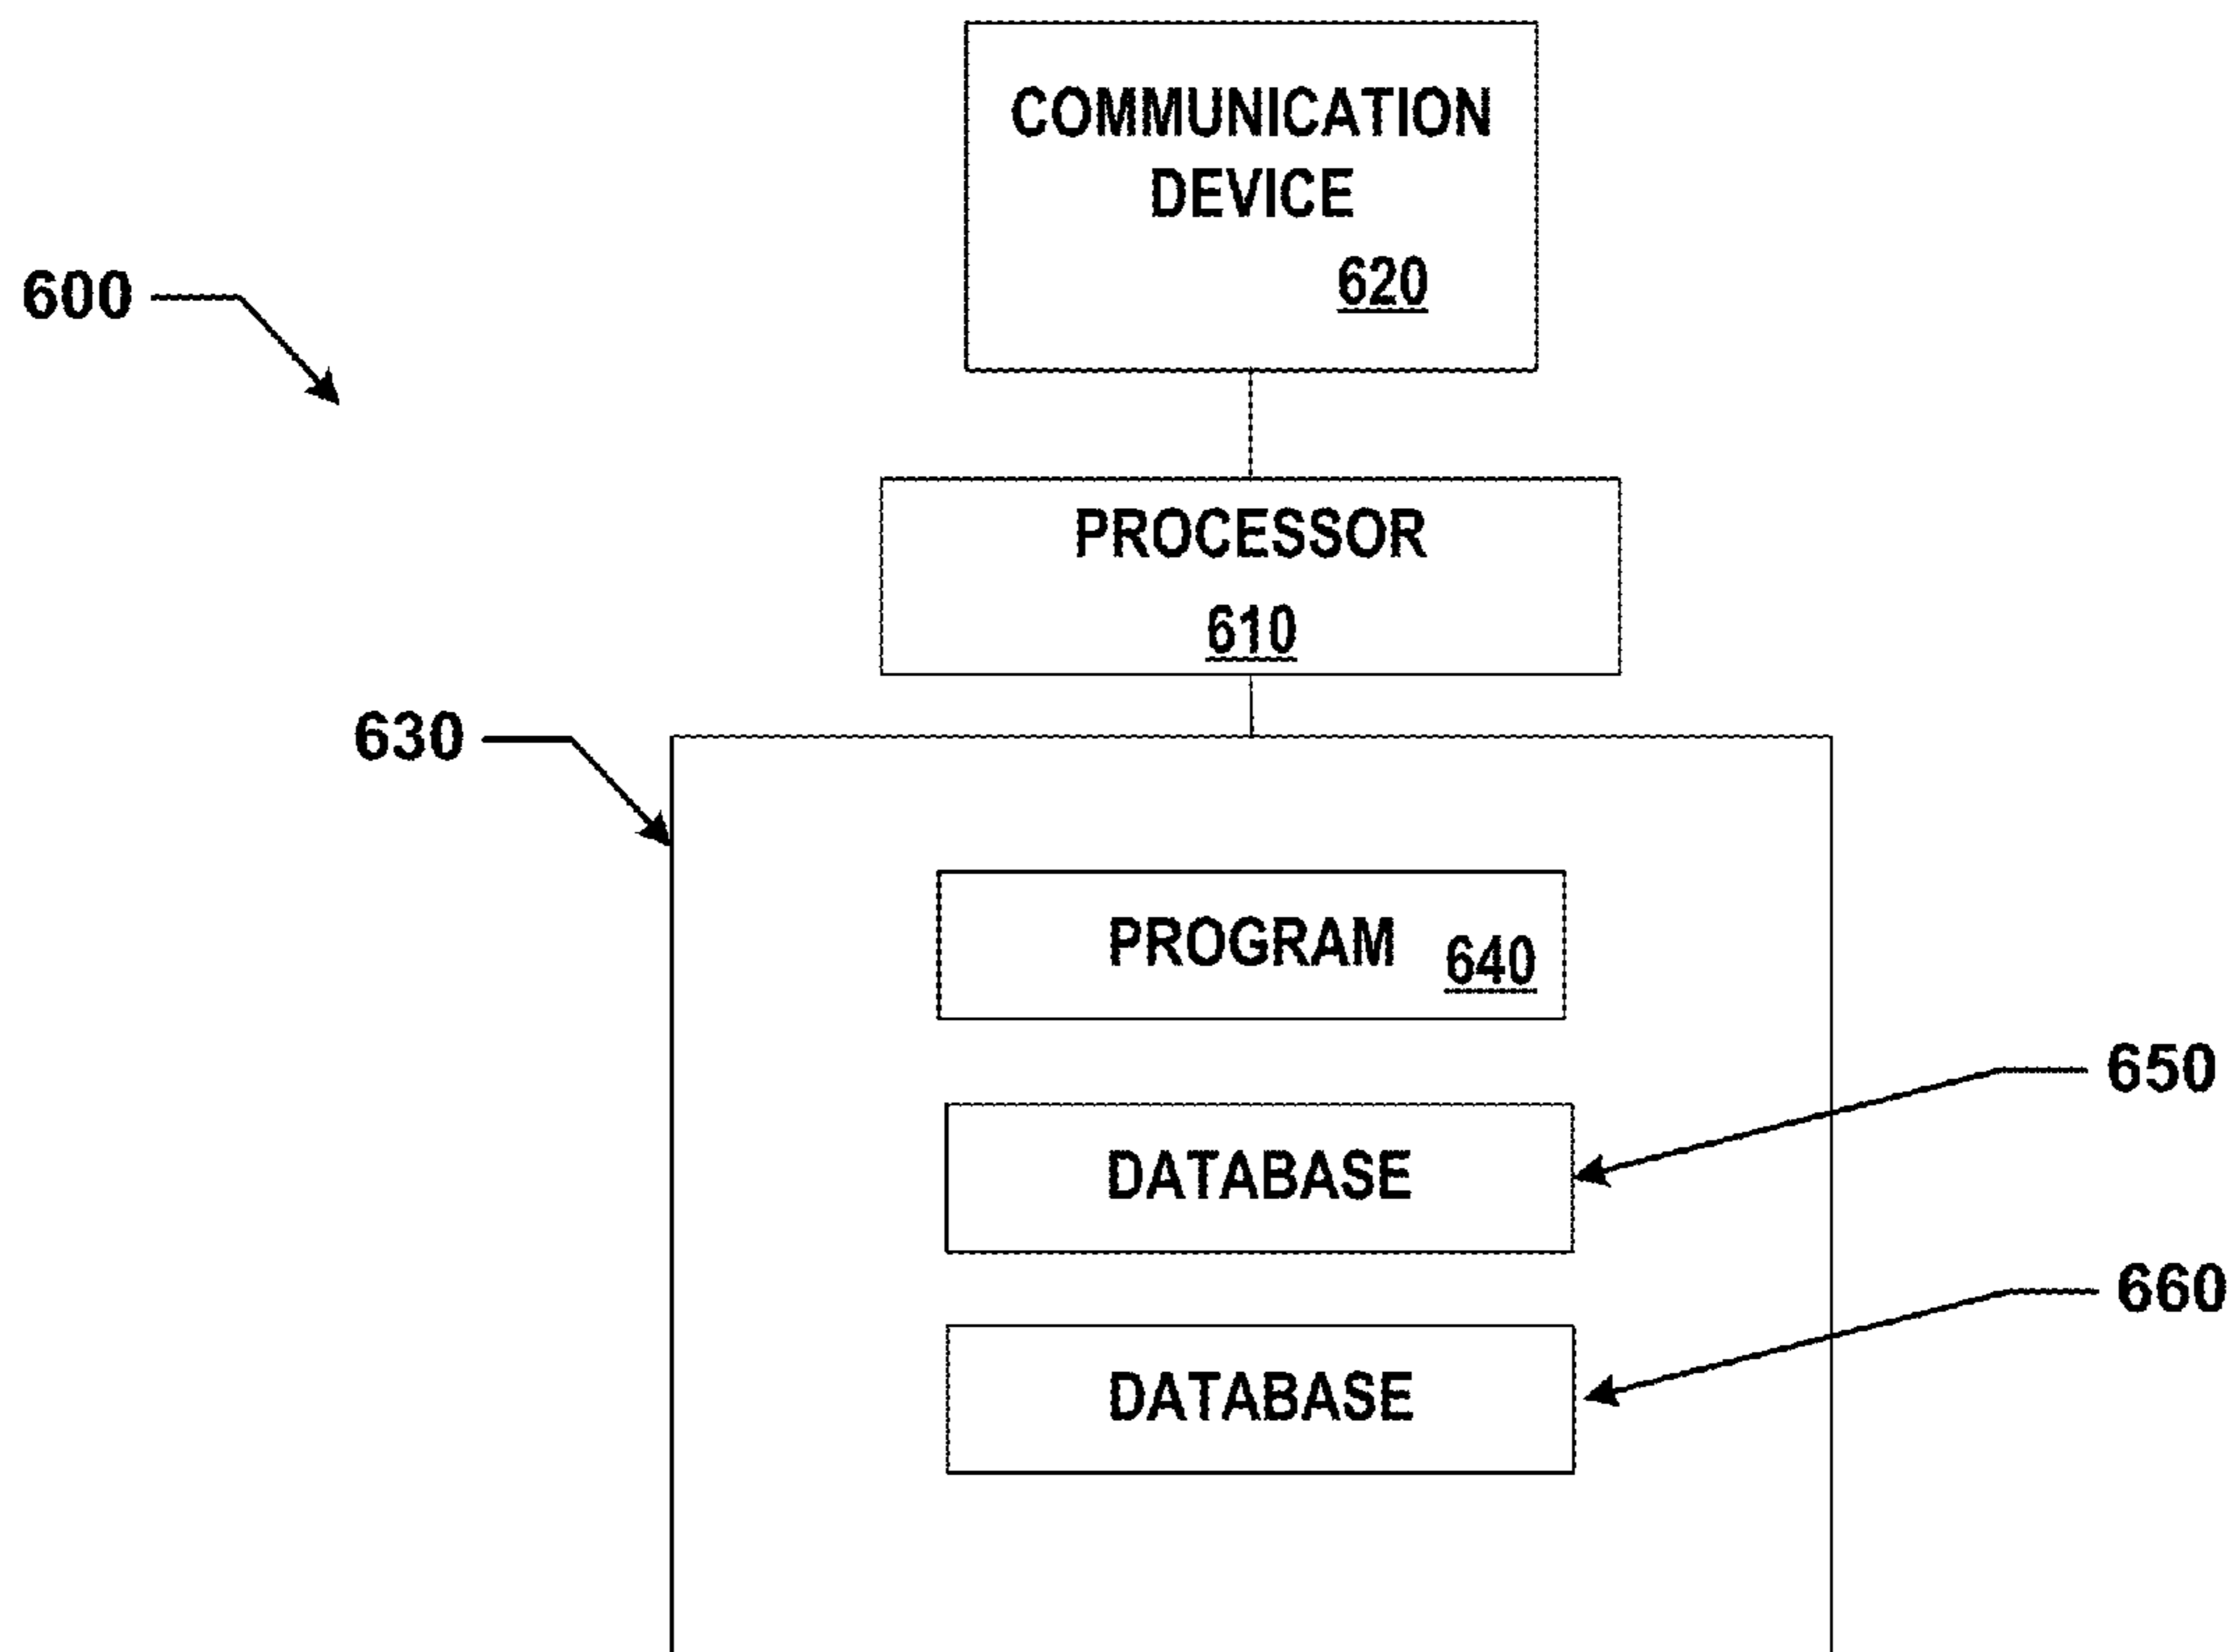 COMMUNICATION
DEVICE
620
600
PROCESSOR
610
630
PROGRAM 640
650
DATABASE
660
DATABASE